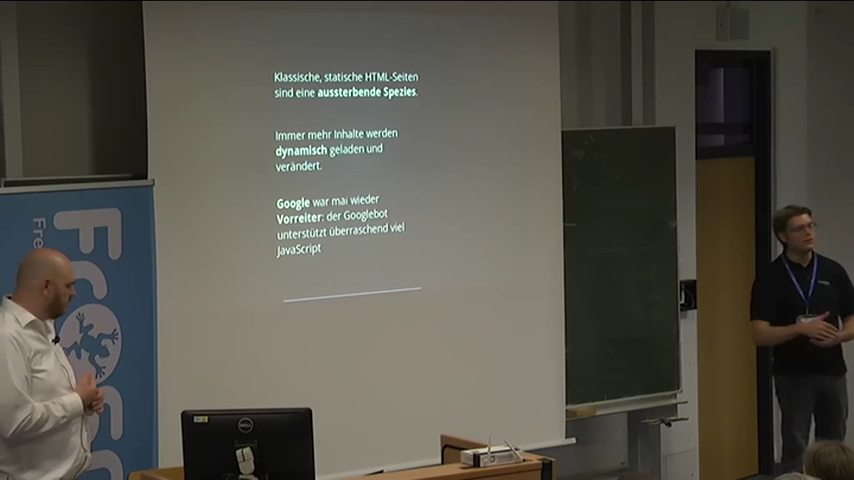 Klassische, statische HTML-Seiten
sind eine aussterbende Spezies.
Immer mehr Inhalte werden
dynamisch geladen und
verändert.
Google war mal wieder
Vorreiter: der Googlebot
unterstützt überraschend viel
JavaScript
Fre
DELL